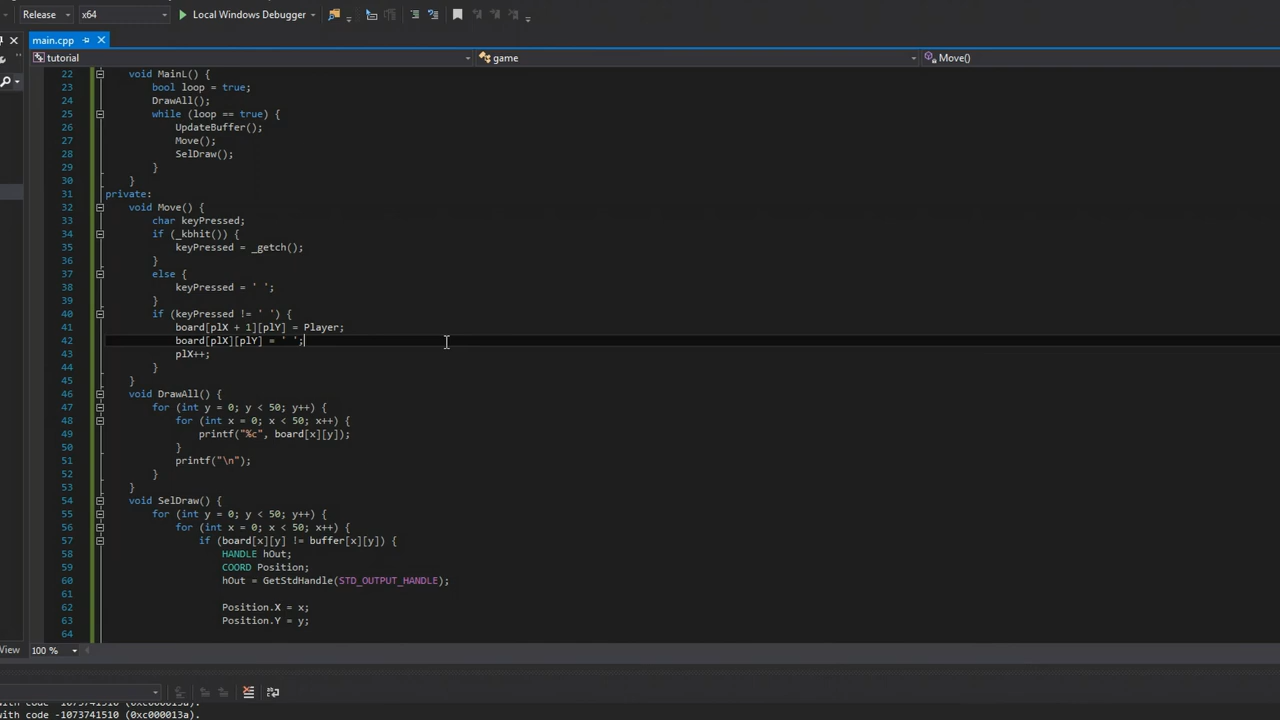 Release x64 Local Windows Debugger
main.cpp
tutorial game Move()
22 void MainL() {
23 bool loop = true;
24 DrawAll();
25 while (loop == true) {
26 UpdateBuffer();
27 Move();
28 SelDraw();
29 }
30 }
31 private:
32 void Move() {
33 char keyPressed;
34 if (_kbhit()) {
35 keyPressed = _getch();
36 }
37 else {
38 keyPressed = ' ';
39 }
40 if (keyPressed != ' ') {
41 board[plX + 1][plY] = Player;
42 board[plX][plY] = ' ';
43 plX++;
44 }
45 }
46 void DrawAll() {
47 for (int y = 0; y < 50; y++) {
48 for (int x = 0; x < 50; x++) {
49 printf("%c", board[x][y]);
50 }
51 printf("\n");
52 }
53 }
54 void SelDraw() {
55 for (int y = 0; y < 50; y++) {
56 for (int x = 0; x < 50; x++) {
57 if (board[x][y] != buffer[x][y]) {
58 HANDLE hOut;
59 COORD Position;
60 hOut = GetStdHandle(STD_OUTPUT_HANDLE);
61
62 Position.X = x;
63 Position.Y = y;
64
View 100 %
with code -1073741510 (0xc000013a).
with code -1073741510 (0xc000013a).